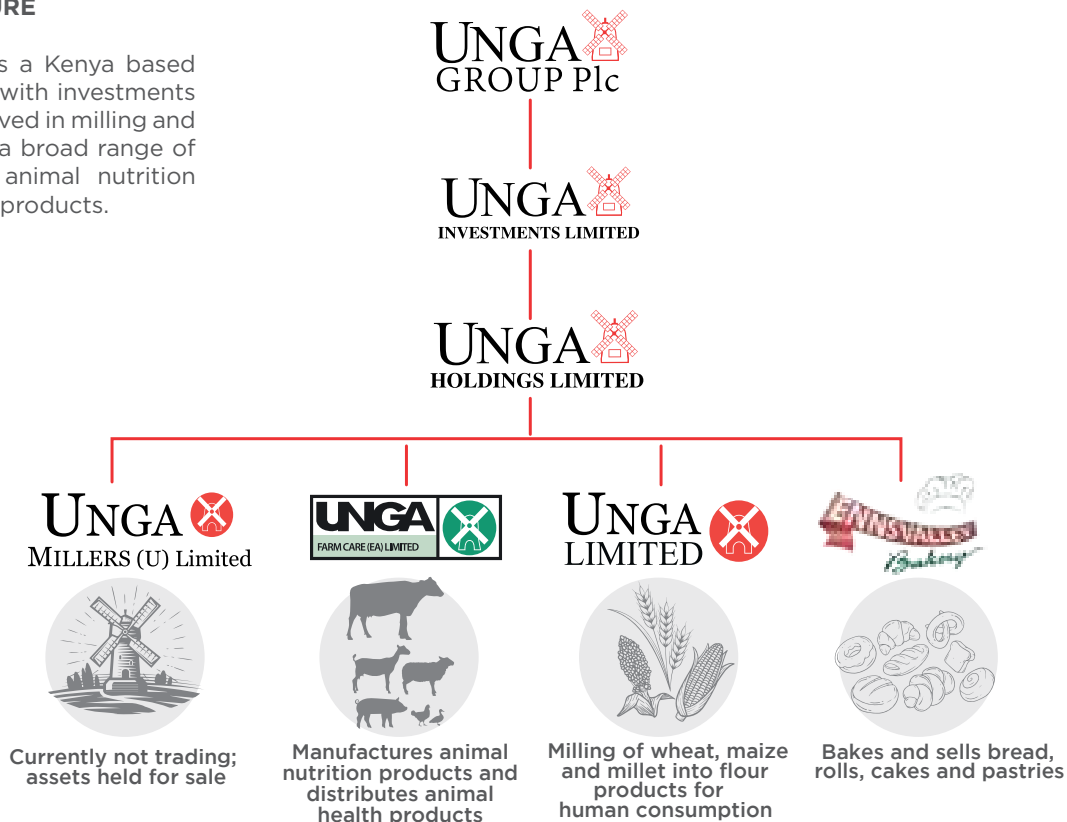 URE
s a Kenya based
with investments
ved in milling and
a broad range of
animal nutrition
products.
UNGA
GROUP Plc
UNGA
INVESTMENTS LIMITED
UNGA
HOLDINGS LIMITED
UNGA
MILLERS (U) Limited
Currently not trading;
assets held for sale
UNGA
FARM CARE (EA) LIMITED
Manufactures animal
nutrition products and
distributes animal
health products
UNGA
LIMITED
Milling of wheat, maize
and millet into flour
products for
human consumption
ENNSVALLEY
Bakery
Bakes and sells bread,
rolls, cakes and pastries